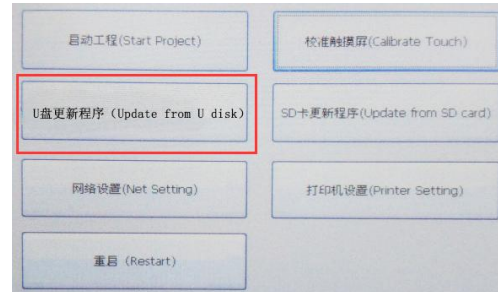 启动工程(Start Project)
校准触摸屏(Calibrate Touch)
U盘更新程序（Update from U disk）
SD卡更新程序(Update from SD card)
网络设置(Net Setting)
打印机设置(Printer Setting)
重启（Restart）